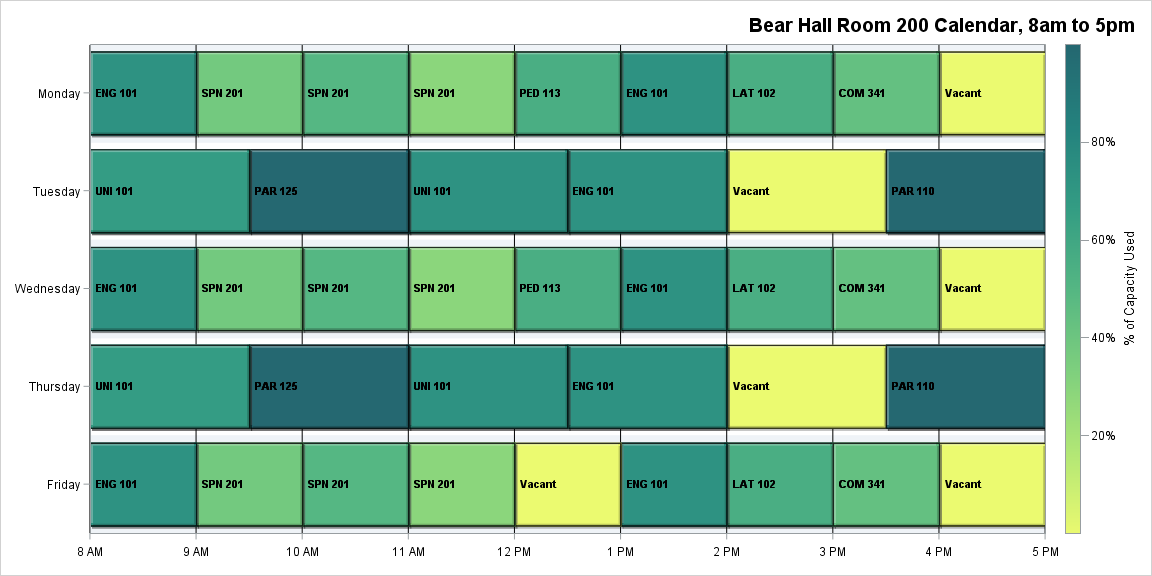 Bear Hall Room 200 Calendar, 8am to 5pm
Monday ENG 101 SPN 201 SPN 201 SPN 201 PED 113 ENG 101 LAT 102 COM 341 Vacant
80%
Tuesday UNI 101 PAR 125 UNI 101 ENG 101 Vacant PAR 110
60%
% of Capacity Used
Wednesday ENG 101 SPN 201 SPN 201 SPN 201 PED 113 ENG 101 LAT 102 COM 341 Vacant
40%
Thursday UNI 101 PAR 125 UNI 101 ENG 101 Vacant PAR 110
20%
Friday ENG 101 SPN 201 SPN 201 SPN 201 Vacant ENG 101 LAT 102 COM 341 Vacant
8 AM 9 AM 10 AM 11 AM 12 PM 1 PM 2 PM 3 PM 4 PM 5 PM